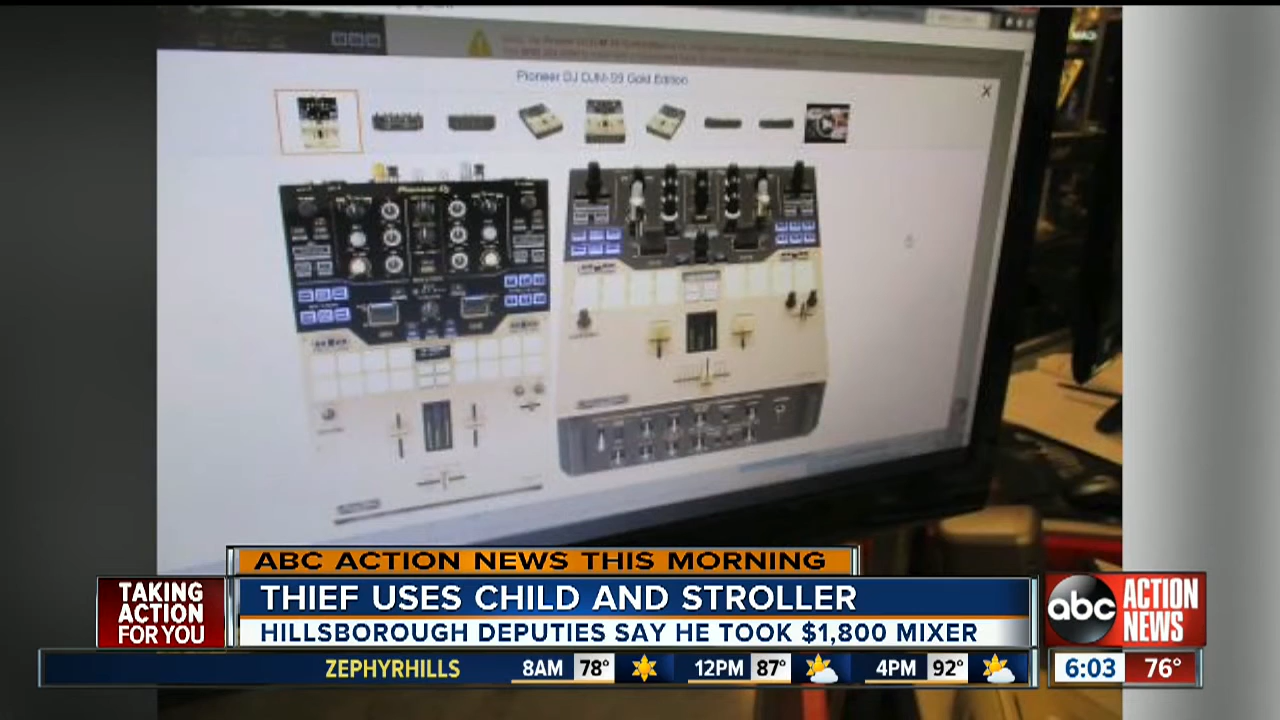 Pioneer DJ DJM-S9 Gold Edition
Pioneer DJ
ABC ACTION NEWS THIS MORNING
TAKING
ACTION
FOR YOU
THIEF USES CHILD AND STROLLER
HILLSBOROUGH DEPUTIES SAY HE TOOK $1,800 MIXER
abc ACTION
NEWS
ZEPHYRHILLS 8AM 78° 12PM 87° 4PM 92°
6:03 76°